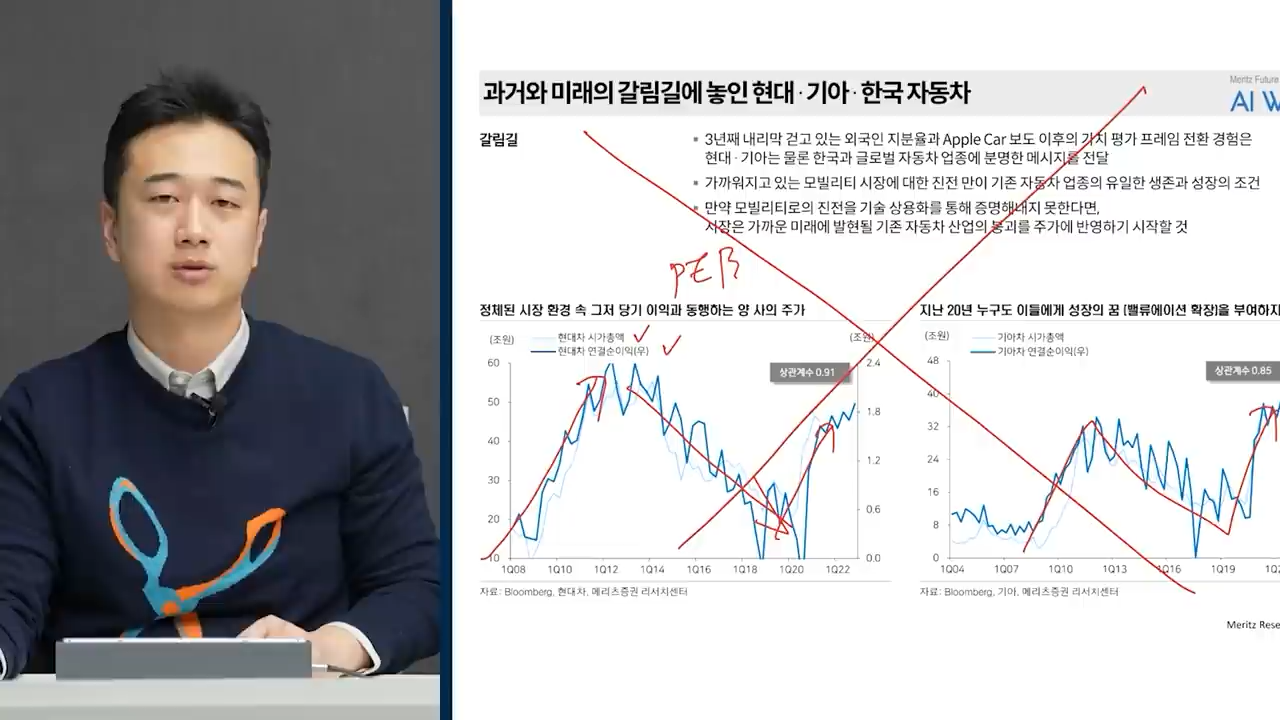 과거와 미래의 갈림길에 놓인 현대·기아·한국 자동차
Meritz Future
AI W
갈림길
▪ 3년째 내리막 걷고 있는 외국인 지분율과 Apple Car 보도 이후의 가치 평가 프레임 전환 경험은
현대·기아는 물론 한국과 글로벌 자동차 업종에 분명한 메시지를 전달
▪ 가까워지고 있는 모빌리티 시장에 대한 진전 만이 기존 자동차 업종의 유일한 생존과 성장의 조건
▪ 만약 모빌리티로의 진전을 기술 상용화를 통해 증명해내지 못한다면,
시장은 가까운 미래에 발현될 기존 자동차 산업의 붕괴를 주가에 반영하기 시작할 것
정체된 시장 환경 속 그저 당기 이익과 동행하는 양 사의 주가
(조원)
현대차 시가총액
현대차 연결순이익(우)
(조원)
상관계수 0.91
60
50
40
30
20
10
2.4
1.8
1.2
0.6
0.0
1Q08 1Q10 1Q12 1Q14 1Q16 1Q18 1Q20 1Q22
자료: Bloomberg, 현대차, 메리츠증권 리서치센터
지난 20년 누구도 이들에게 성장의 꿈 (밸류에이션 확장)을 부여하지
(조원)
기아차 시가총액
기아차 연결순이익(우)
상관계수 0.85
48
40
32
24
16
8
0
1Q04 1Q07 1Q10 1Q13 1Q16 1Q19 1Q2
자료: Bloomberg, 기아, 메리츠증권 리서치센터
Meritz Rese